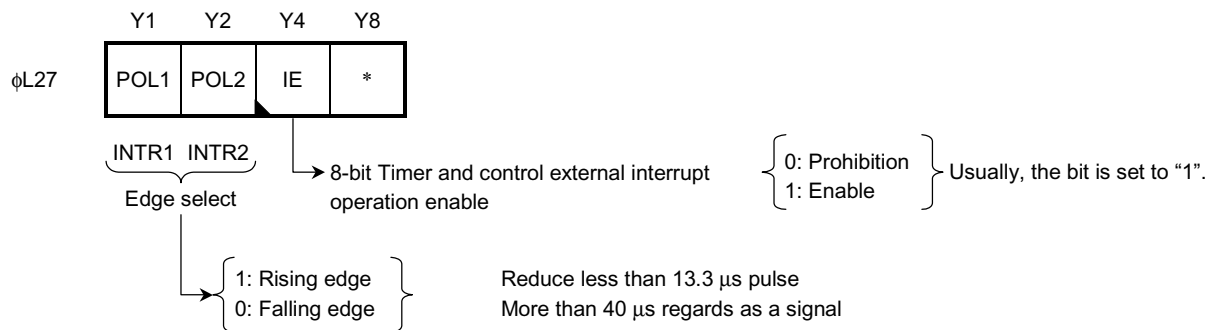 Y1 Y2 Y4 Y8
ϕL27 POL1 POL2 IE *
INTR1 INTR2
Edge select
8-bit Timer and control external interrupt
operation enable
0: Prohibition
1: Enable
Usually, the bit is set to “1”.
1: Rising edge
0: Falling edge
Reduce less than 13.3 μs pulse
More than 40 μs regards as a signal